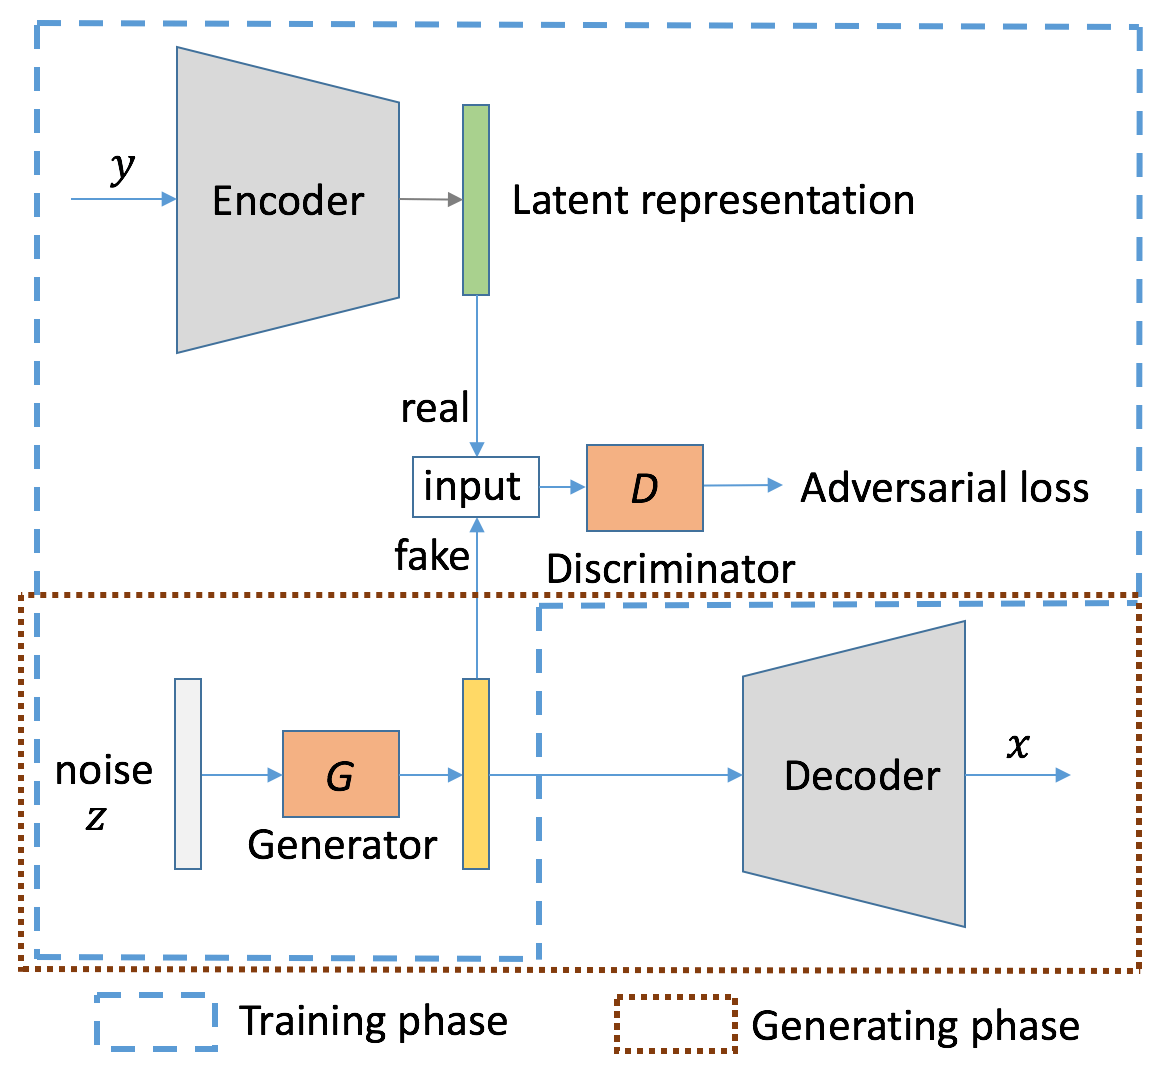 y
Encoder
Latent representation
real
input
D
Adversarial loss
fake
Discriminator
noise
z
G
Generator
Decoder
x
Training phase
Generating phase